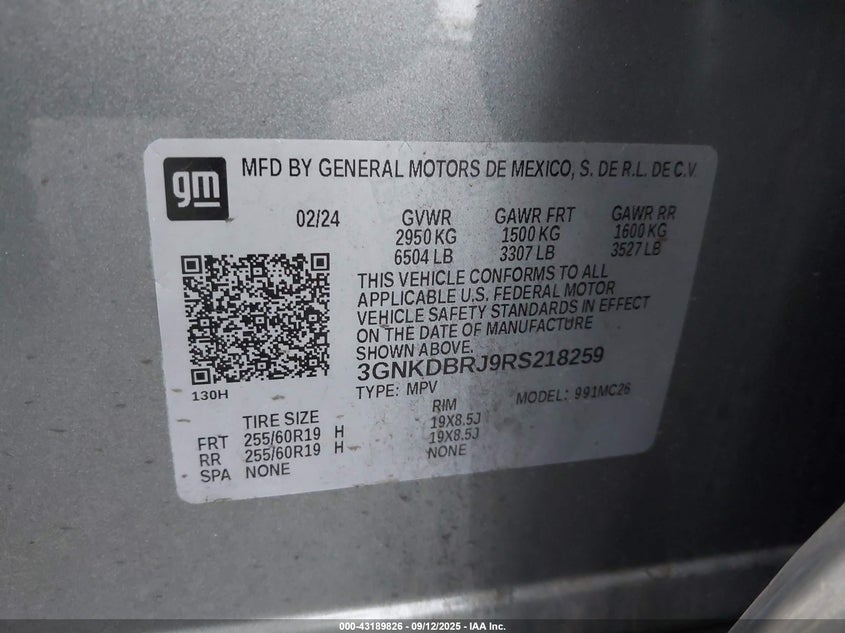 gm MFD BY GENERAL MOTORS DE MEXICO, S. DE R.L. DE C.V.
02/24 GVWR GAWR FRT GAWR RR
2950 KG 1500 KG 1600 KG
6504 LB 3307 LB 3527 LB
THIS VEHICLE CONFORMS TO ALL
APPLICABLE U.S. FEDERAL MOTOR
VEHICLE SAFETY STANDARDS IN EFFECT
ON THE DATE OF MANUFACTURE
SHOWN ABOVE.
3GNKDBRJ9RS218259
130H TYPE: MPV MODEL: 991MC26
TIRE SIZE RIM
FRT 255/60R19 H 19X8.5J
RR 255/60R19 H 19X8.5J
SPA NONE NONE
000-43189826 - 09/12/2025 - IAA Inc.